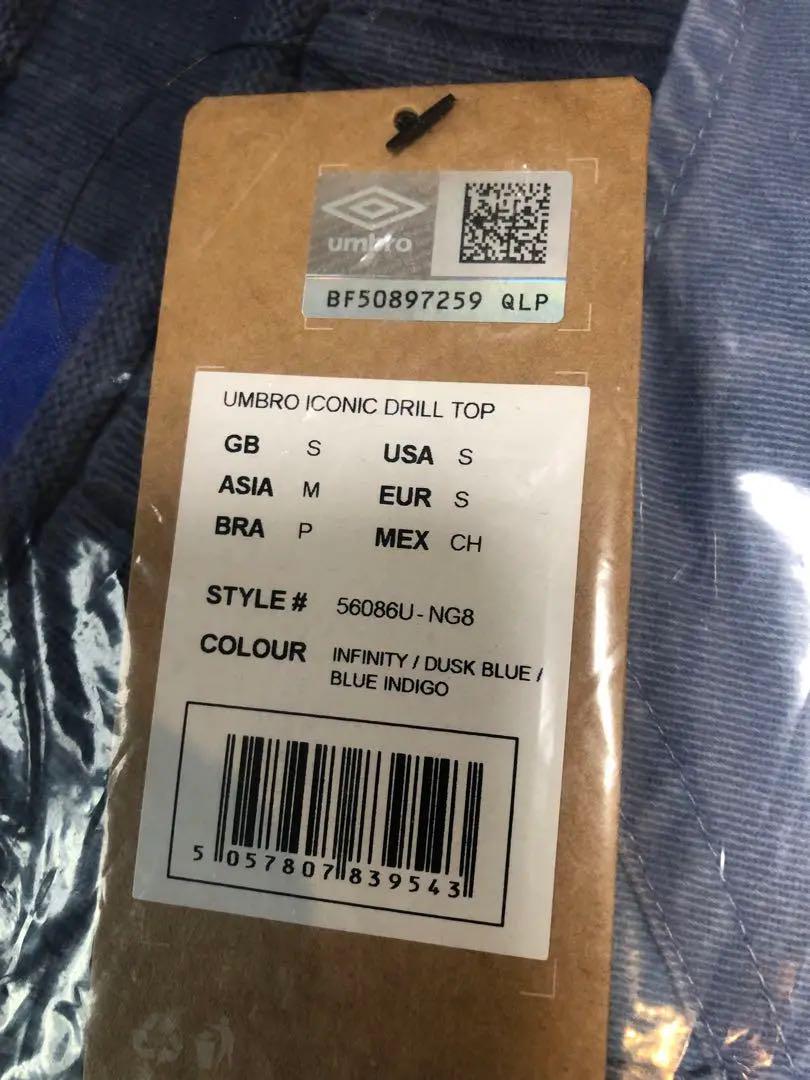 umbro
BF50897259 QLP
UMBRO ICONIC DRILL TOP
GB S USA S
ASIA M EUR S
BRA P MEX CH
STYLE # 56086U-NG8
COLOUR INFINITY / DUSK BLUE /
BLUE INDIGO
5 057807 839543